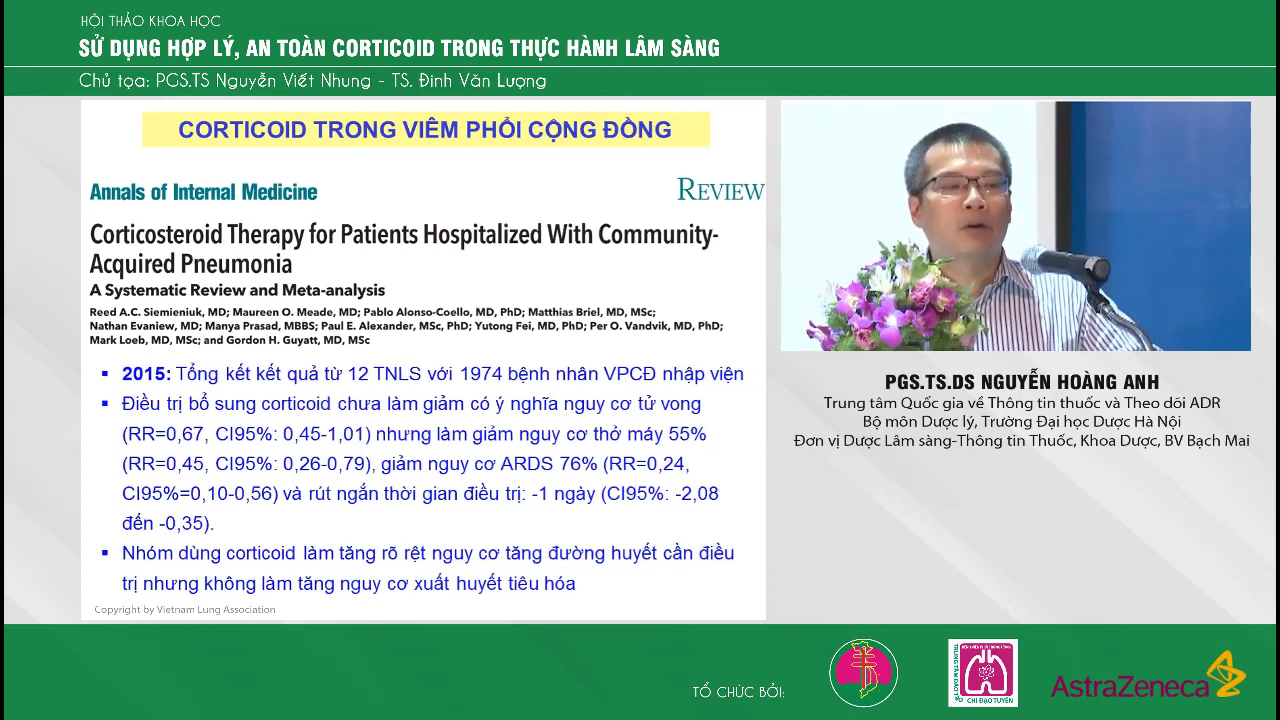 HỘI THẢO KHOA HỌC
SỬ DỤNG HỢP LÝ, AN TOÀN CORTICOID TRONG THỰC HÀNH LÂM SÀNG
Chủ tọa: PGS.TS Nguyễn Viết Nhung - TS. Đinh Văn Lượng
CORTICOID TRONG VIÊM PHỔI CỘNG ĐỒNG
Annals of Internal Medicine
REVIEW
Corticosteroid Therapy for Patients Hospitalized With Community-
Acquired Pneumonia
A Systematic Review and Meta-analysis
Reed A.C. Siemieniuk, MD; Maureen O. Meade, MD; Pablo Alonso-Coello, MD, PhD; Matthias Briel, MD, MSc;
Nathan Evaniew, MD; Manya Prasad, MBBS; Paul E. Alexander, MSc, PhD; Yutong Fei, MD, PhD; Per O. Vandvik, MD, PhD;
Mark Loeb, MD, MSc; and Gordon H. Guyatt, MD, MSc
▪ 2015: Tổng kết kết quả từ 12 TNLS với 1974 bệnh nhân VPCĐ nhập viện
▪ Điều trị bổ sung corticoid chưa làm giảm có ý nghĩa nguy cơ tử vong
(RR=0,67, CI95%: 0,45-1,01) nhưng làm giảm nguy cơ thở máy 55%
(RR=0,45, CI95%: 0,26-0,79), giảm nguy cơ ARDS 76% (RR=0,24,
CI95%=0,10-0,56) và rút ngắn thời gian điều trị: -1 ngày (CI95%: -2,08
đến -0,35).
▪ Nhóm dùng corticoid làm tăng rõ rệt nguy cơ tăng đường huyết cần điều
trị nhưng không làm tăng nguy cơ xuất huyết tiêu hóa
Copyright by Vietnam Lung Association
PGS.TS.DS NGUYỄN HOÀNG ANH
Trung tâm Quốc gia về Thông tin thuốc và Theo dõi ADR
Bộ môn Dược lý, Trường Đại học Dược Hà Nội
Đơn vị Dược Lâm sàng-Thông tin Thuốc, Khoa Dược, BV Bạch Mai
TỔ CHỨC BỞI:
CHỈ ĐẠO TUYẾN
AstraZeneca